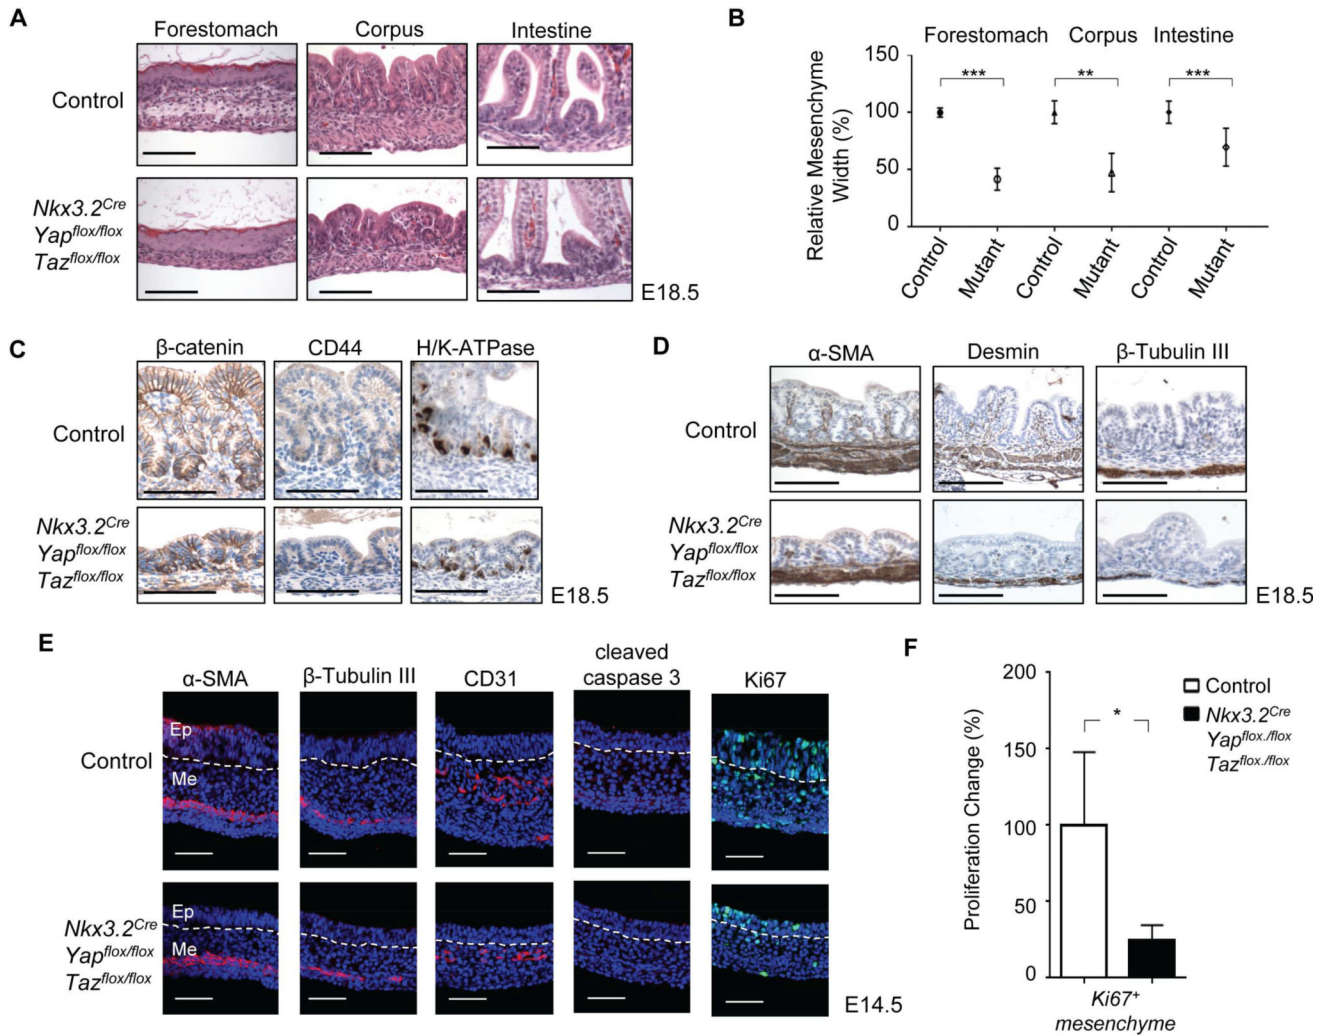 A
Forestomach Corpus Intestine
Control
Nkx3.2Cre
Yapflox/flox
Tazflox/flox
E18.5
B
Forestomach Corpus Intestine
Relative Mesenchyme
Width (%)
150
100
50
0
*** ** ***
Control Mutant Control Mutant Control Mutant
C
β-catenin CD44 H/K-ATPase
Control
Nkx3.2Cre
Yapflox/flox
Tazflox/flox
E18.5
D
α-SMA Desmin β-Tubulin III
Control
Nkx3.2Cre
Yapflox/flox
Tazflox/flox
E18.5
E
α-SMA β-Tubulin III CD31 cleaved
caspase 3 Ki67
Control
Ep
Me
Nkx3.2Cre
Yapflox/flox
Tazflox/flox
Ep
Me
E14.5
F
Proliferation Change (%)
200
150
100
50
0
*
Control
Nkx3.2Cre
Yapflox./flox
Tazflox./flox
Ki67+
mesenchyme